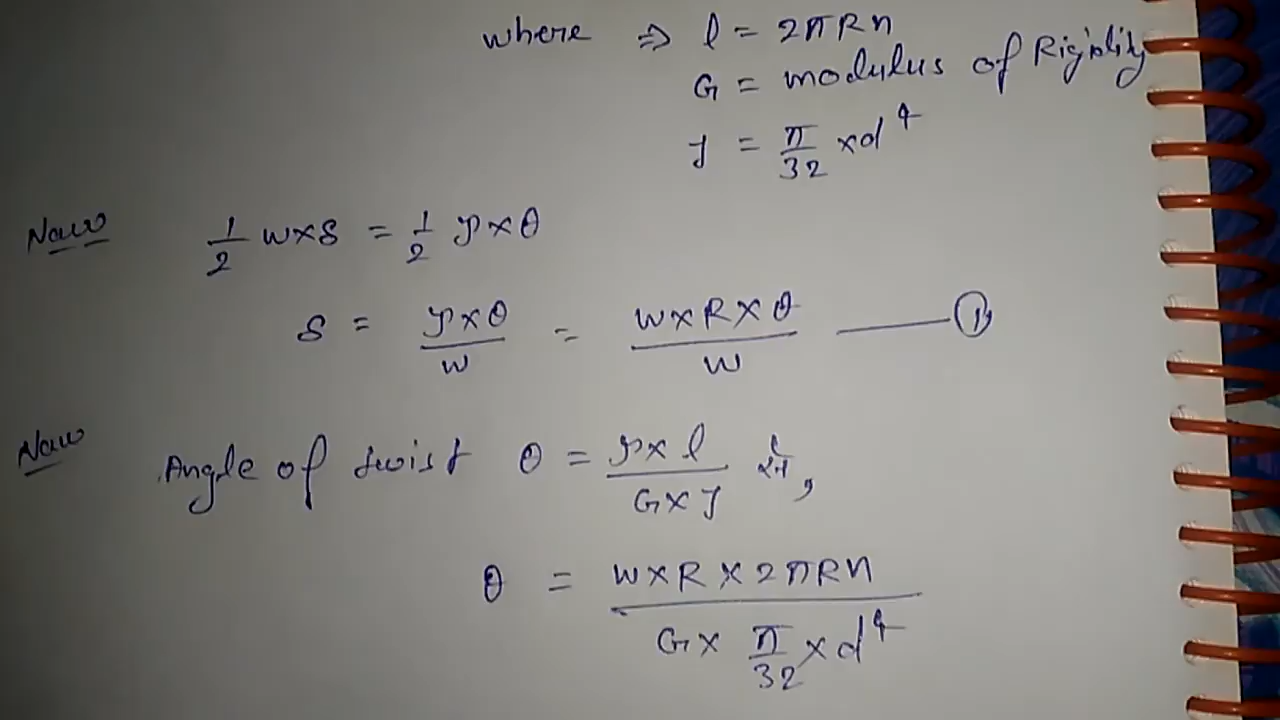 where ⇒ l = 2πRn
G = modulus of Rigidity
J = π/32 × d⁴
Now 1/2 W×δ = 1/2 T×θ
δ = T×θ/W = W×R×θ/W —— ①
Now Angle of twist θ = T×l/G×J से,
θ = W×R×2πRn/G×π/32×d⁴